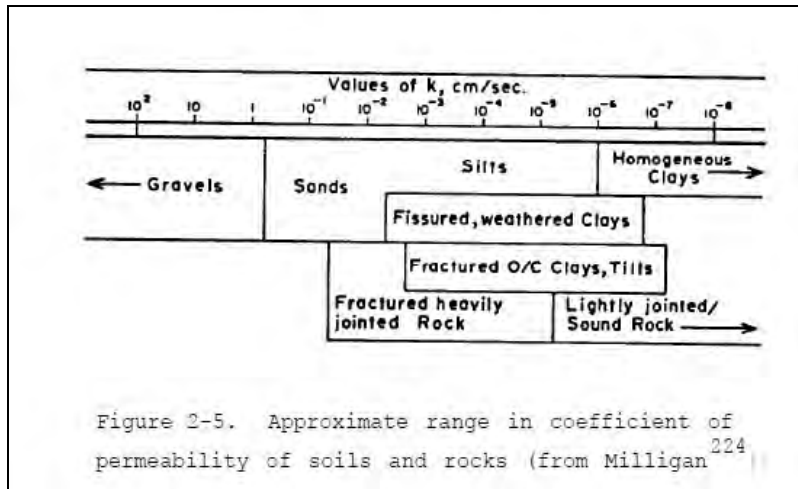 Values of k, cm/sec.
10² 10 1 10⁻¹ 10⁻² 10⁻³ 10⁻⁴ 10⁻⁵ 10⁻⁶ 10⁻⁷ 10⁻⁸
Gravels Sands Silts Homogeneous
Clays
Fissured, weathered Clays
Fractured O/C Clays, Tills
Fractured heavily
jointed Rock
Lightly jointed/
Sound Rock
Figure 2-5. Approximate range in coefficient of
permeability of soils and rocks (from Milligan²²⁴)